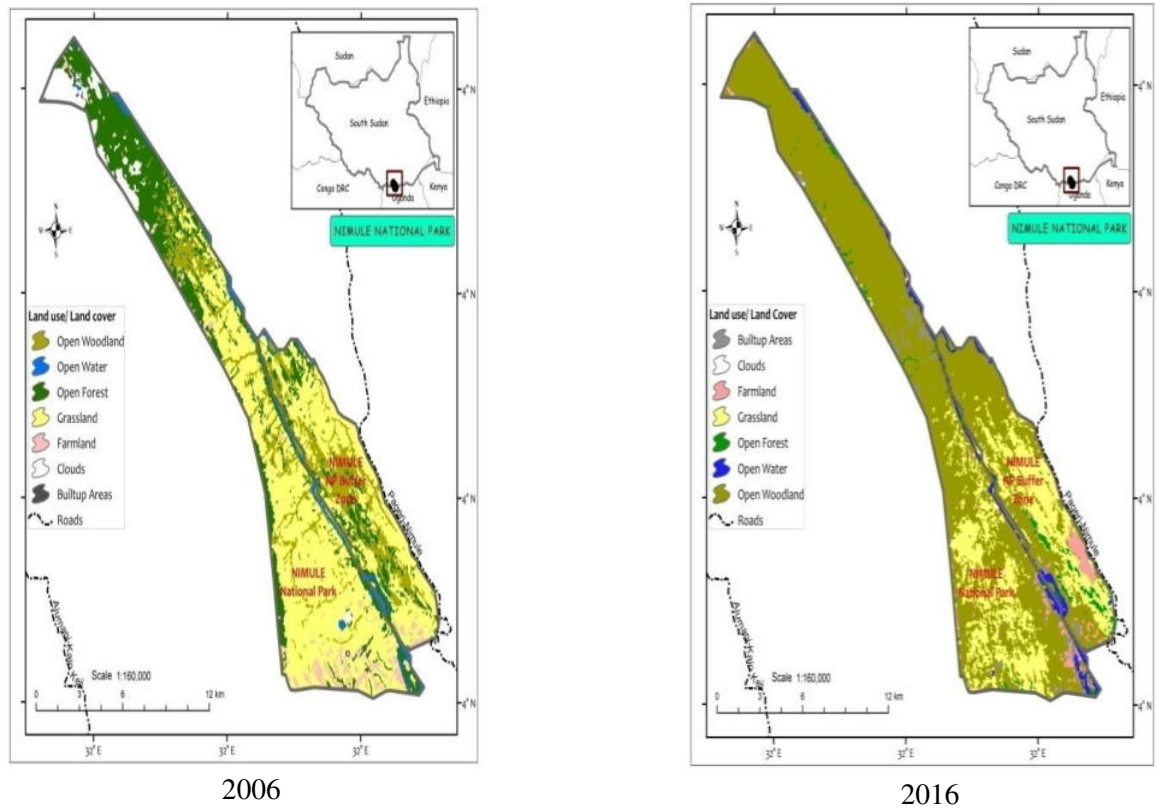 Sudan
Ethiopia
South Sudan
Congo DRC
Uganda
Kenya
NIMULE NATIONAL PARK
N
W E
S
4° N
4° N
4° N
4° N
Land use/ Land Cover
Open Woodland
Open Water
Open Forest
Grassland
Farmland
Clouds
Builtup Areas
Roads
NIMULE
NP Buffer
Zone
NIMULE
National Park
Pageri-Nimule
Scale 1:160,000
0 3 6 12 km
32° E
32° E
32° E
2006
Sudan
Ethiopia
South Sudan
Congo DRC
Uganda
Kenya
NIMULE NATIONAL PARK
N
W E
S
4° N
4° N
4° N
4° N
Land use/ Land Cover
Builtup Areas
Clouds
Farmland
Grassland
Open Forest
Open Water
Open Woodland
Roads
NIMULE
NP Buffer
Zone
NIMULE
National Park
Pageri-Nimule
Scale 1:160,000
0 3 6 12 km
32° E
32° E
32° E
2016